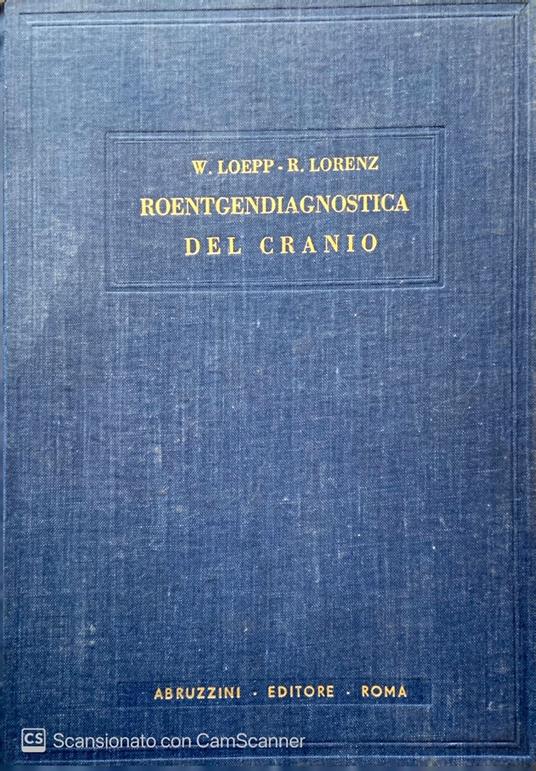 W. LOEPP - R. LORENZ
ROENTGENDIAGNOSTICA
DEL CRANIO
ABRUZZINI · EDITORE · ROMA
CS Scansionato con CamScanner